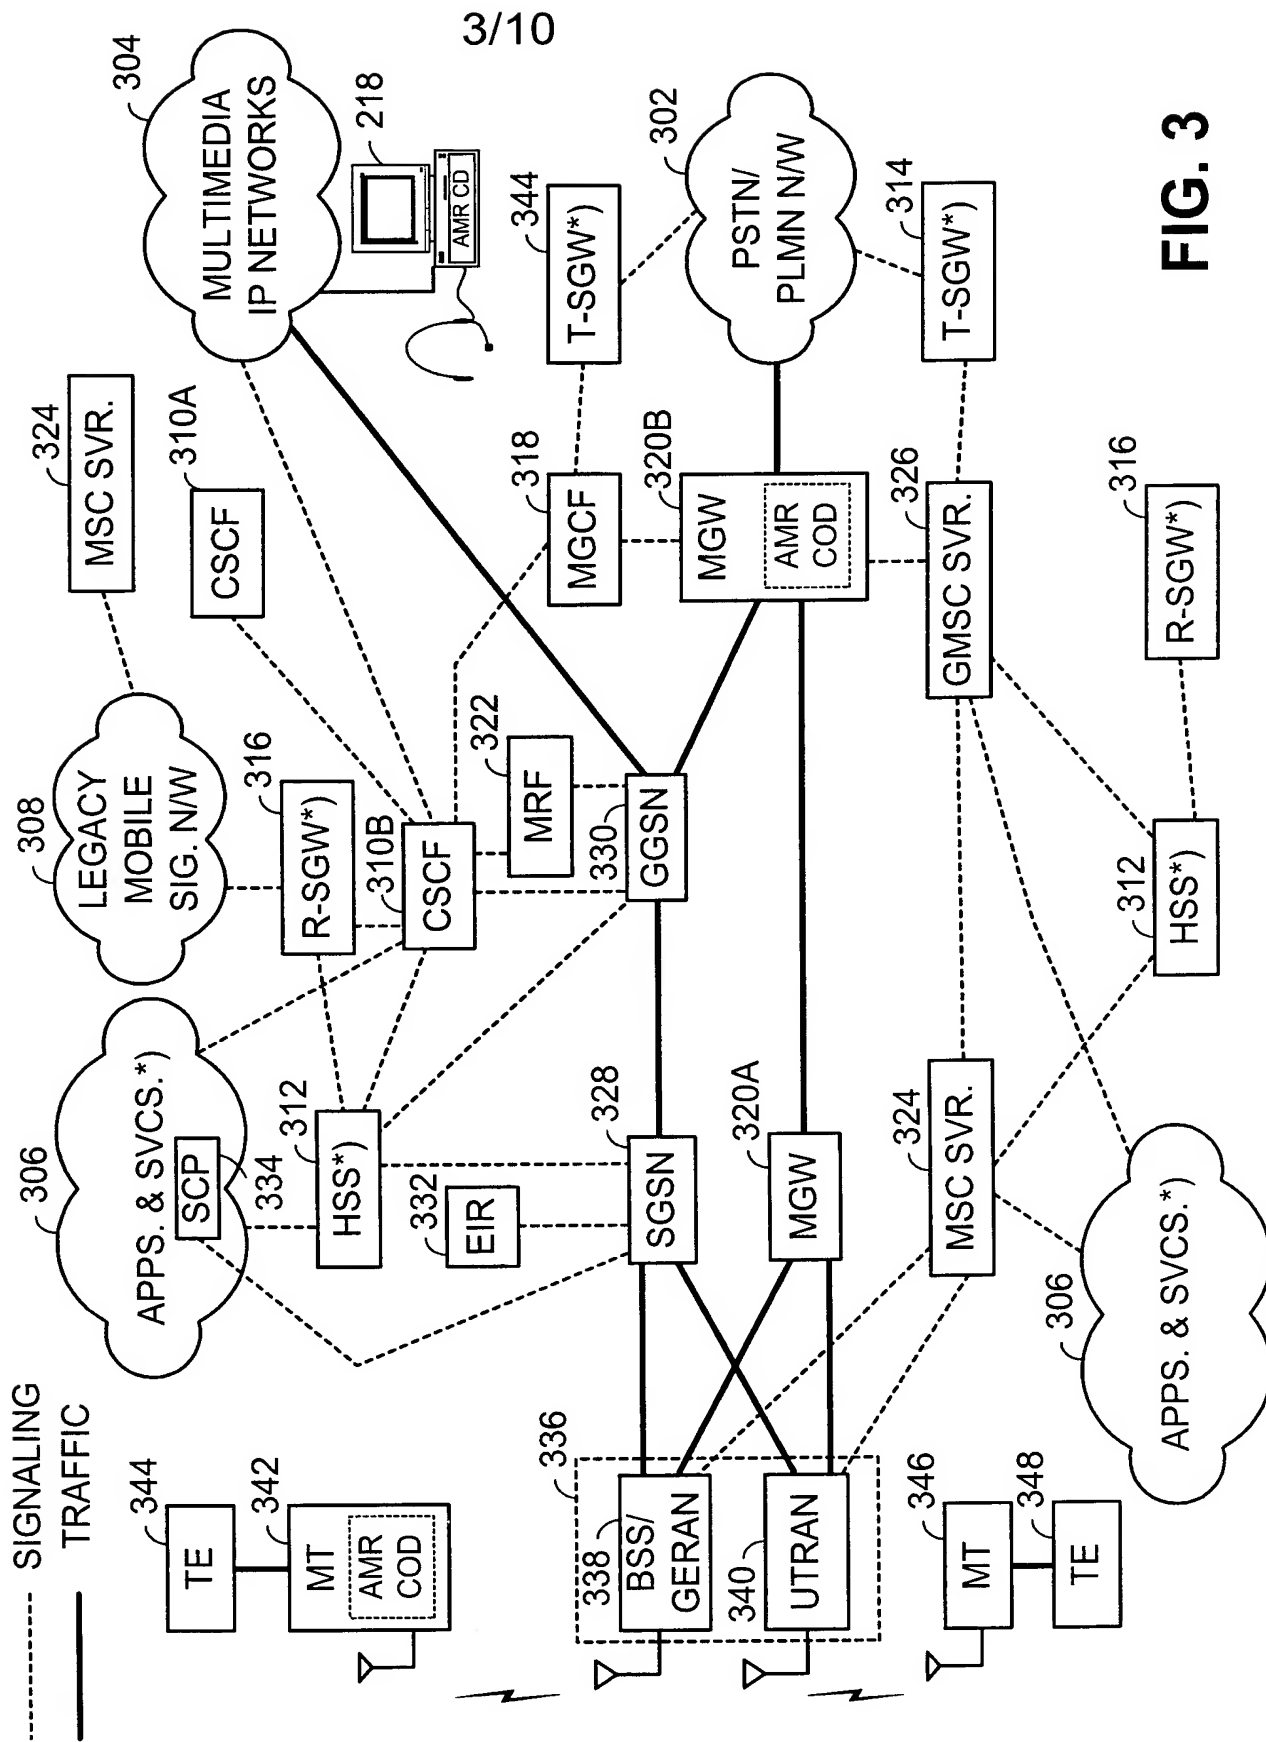 3/10
SIGNALING
TRAFFIC
306
APPS. & SVCS.*)
SCP
334
308
LEGACY
MOBILE
SIG. N/W
324
MSC SVR.
310A
CSCF
304
MULTIMEDIA
IP NETWORKS
218
AMR CD
344
TE
342
MT
AMR
COD
312
HSS*)
316
R-SGW*)
310B
CSCF
332
EIR
322
MRF
318
MGCF
344
T-SGW*)
336
338
BSS/
GERAN
328
SGSN
330
GGSN
320B
MGW
AMR
COD
302
PSTN/
PLMN N/W
340
UTRAN
320A
MGW
346
MT
348
TE
324
MSC SVR.
326
GMSC SVR.
314
T-SGW*)
306
APPS. & SVCS.*)
312
HSS*)
316
R-SGW*)
FIG. 3